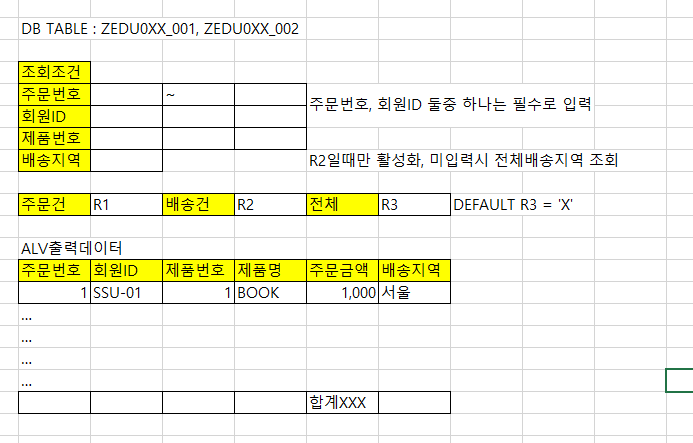 DB TABLE : ZEDU0XX_001, ZEDU0XX_002
조회조건
주문번호 ~
주문번호, 회원ID 둘중 하나는 필수로 입력
회원ID
제품번호
배송지역 R2일때만 활성화, 미입력시 전체배송지역 조회
주문건 R1 배송건 R2 전체 R3 DEFAULT R3 = 'X'
ALV출력데이터
주문번호 회원ID 제품번호 제품명 주문금액 배송지역
1 SSU-01 1 BOOK 1,000 서울
...
...
...
...
합계XXX